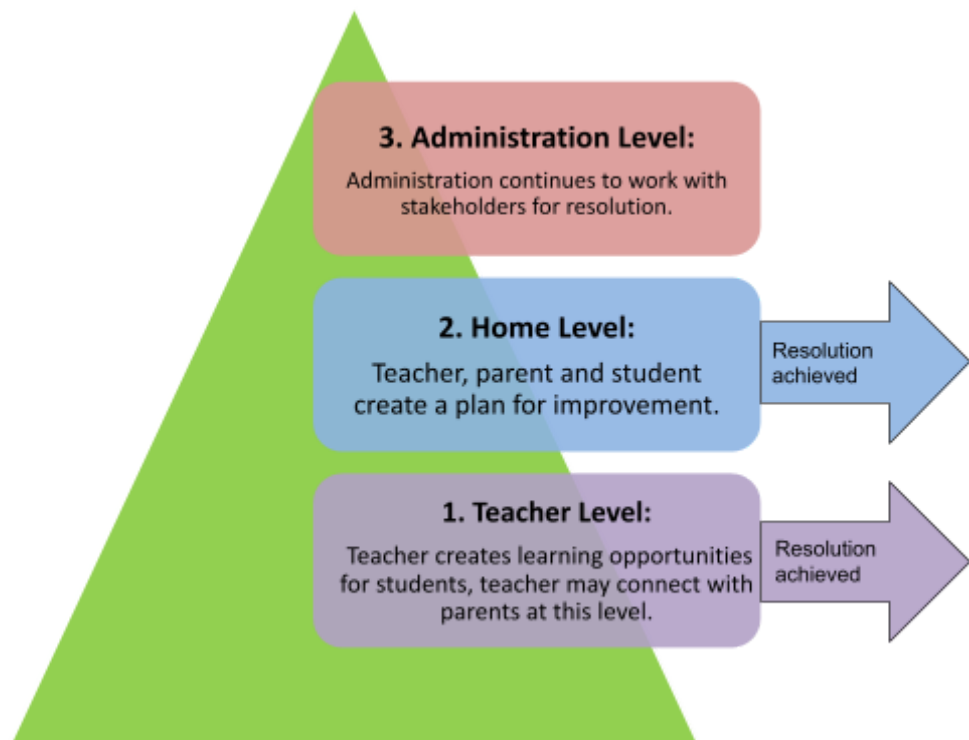 3. Administration Level:
Administration continues to work with
stakeholders for resolution.
2. Home Level:
Teacher, parent and student
create a plan for improvement.
Resolution
achieved
1. Teacher Level:
Teacher creates learning opportunities
for students, teacher may connect with
parents at this level.
Resolution
achieved